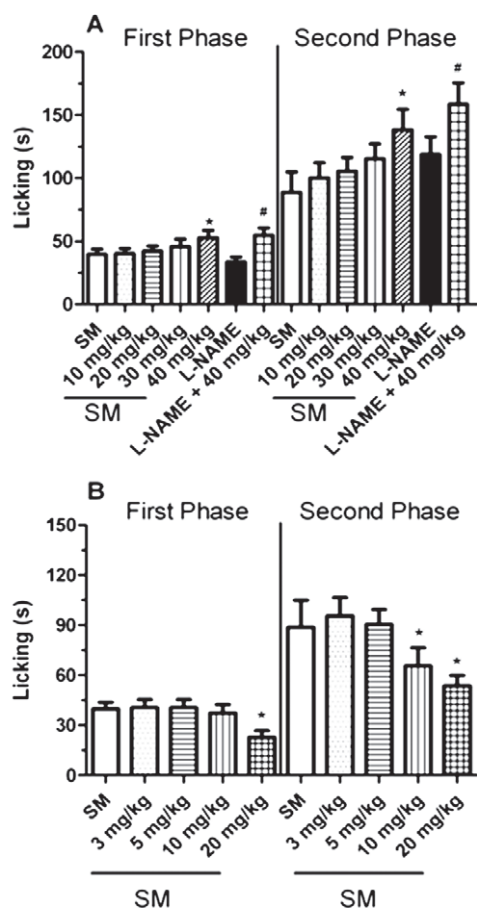 A
First Phase
Second Phase
Licking (s)
200
150
100
50
0
*
#
*
#
SM
10 mg/kg
20 mg/kg
30 mg/kg
40 mg/kg
L-NAME
L-NAME + 40 mg/kg
SM
SM
10 mg/kg
20 mg/kg
30 mg/kg
40 mg/kg
L-NAME
L-NAME + 40 mg/kg
SM
B
First Phase
Second Phase
Licking (s)
150
120
90
60
30
0
*
*
*
SM
3 mg/kg
5 mg/kg
10 mg/kg
20 mg/kg
SM
SM
3 mg/kg
5 mg/kg
10 mg/kg
20 mg/kg
SM